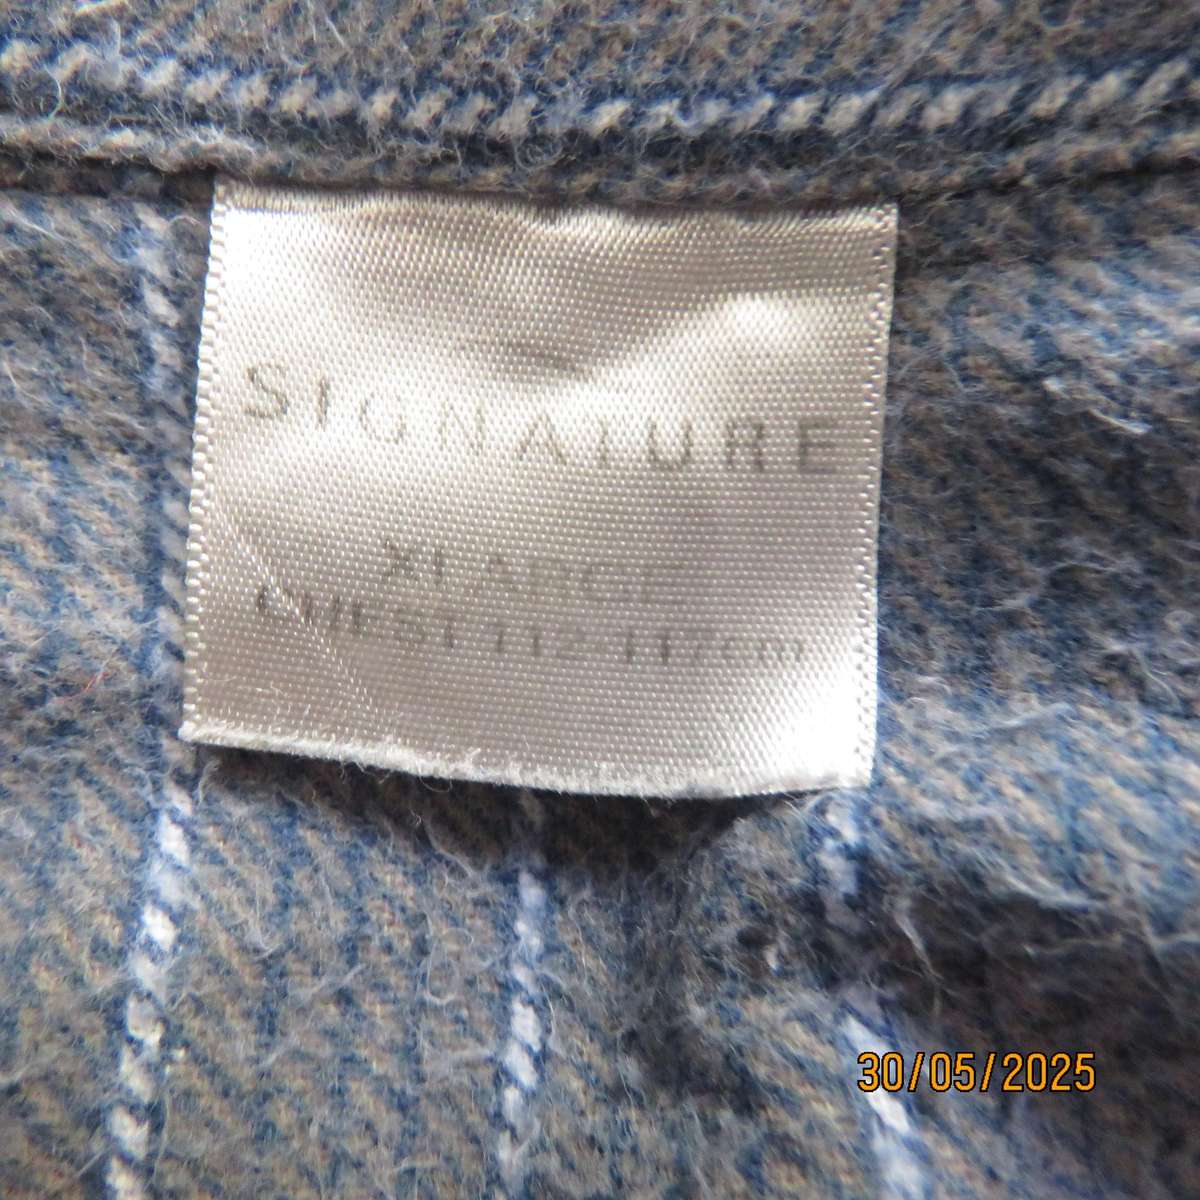 SIGNATURE
XLARGE
CHEST 112-117cm
30/05/2025